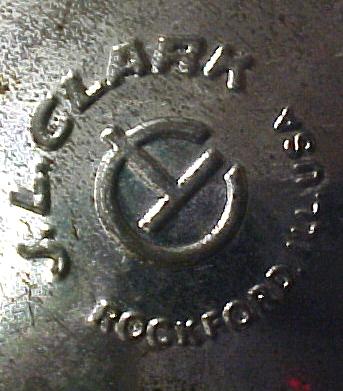 J.L. CLARK
ROCKFORD, ILL. USA